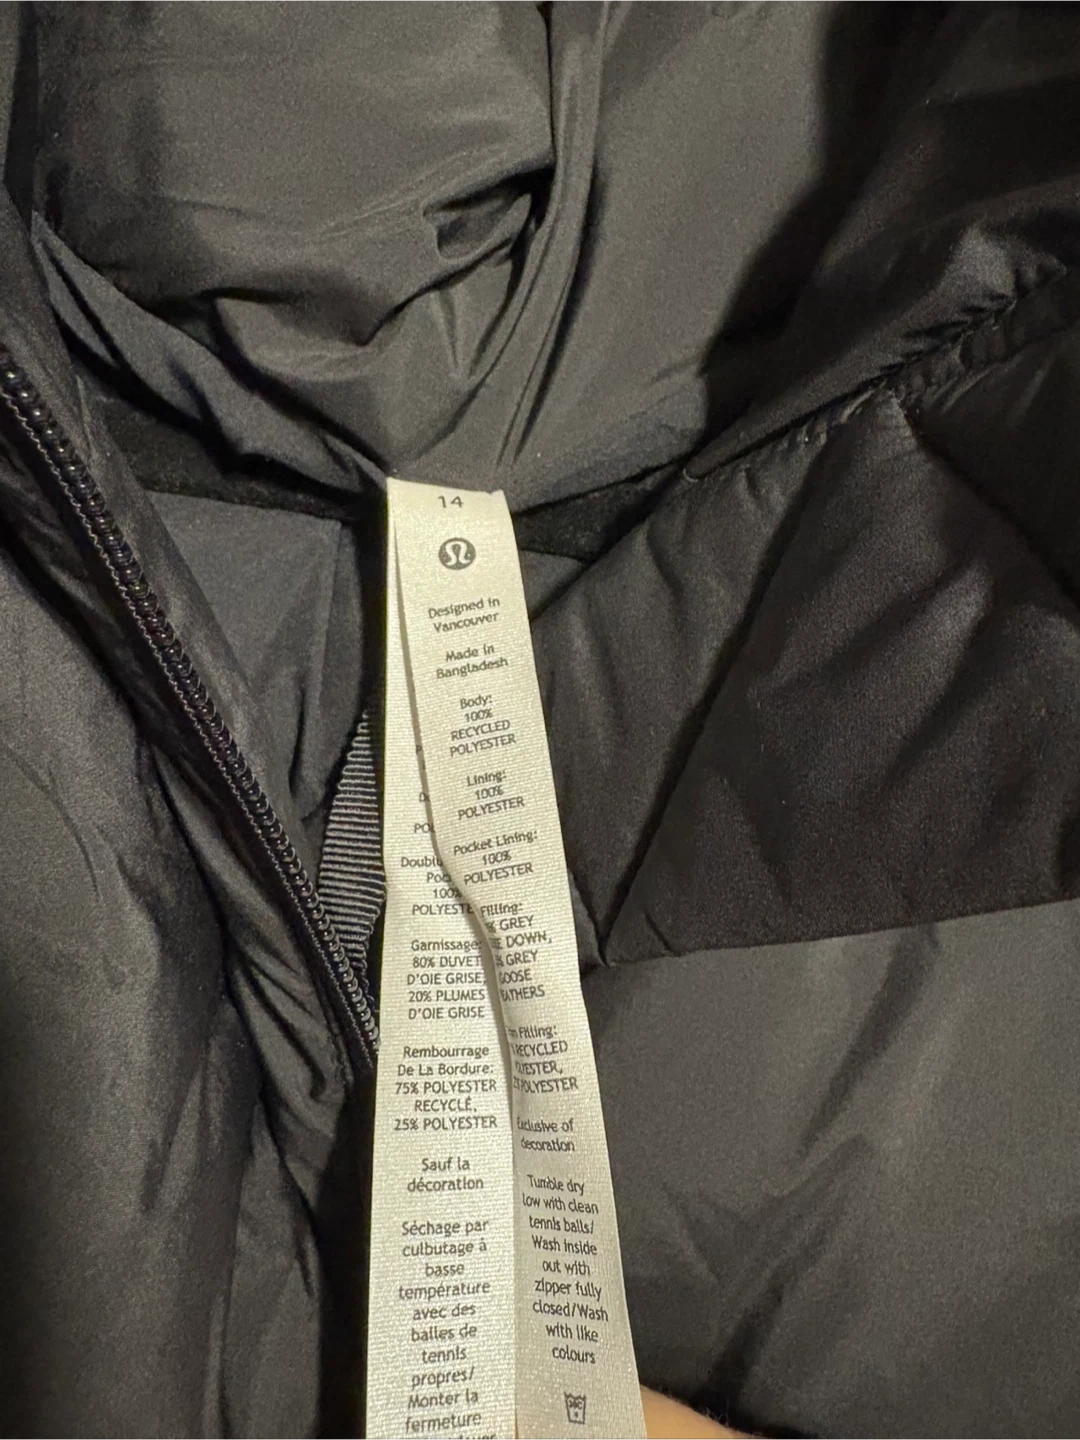 14
Designed in
Vancouver
Made in
Bangladesh
Body:
100%
RECYCLED
POLYESTER
Lining:
100%
POLYESTER
Pocket Lining:
100%
POLYESTER
Filling:
GREY
DOWN,
GREY
Filling:
RECYCLED
POLYESTER
Exclusive of
decoration
Tumble dry
low with clean
tennis balls/
Wash inside
out with
zipper fully
closed/Wash
with like
colours
100%
Garnissage:
80% DUVET
D'OIE GRISE,
20% PLUMES
D'OIE GRISE
Rembourrage
De La Bordure:
75% POLYESTER
RECYCLÉ,
25% POLYESTER
Sauf la
décoration
Séchage par
culbutage à
basse
température
avec des
balles de
tennis
propres/
Monter la
fermeture